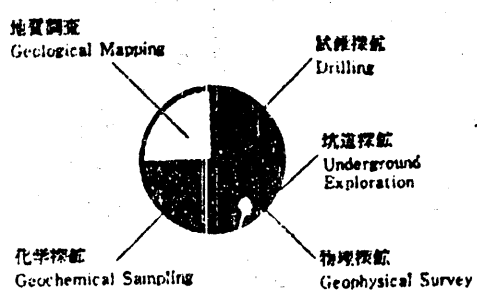 地質調査
Geological Mapping
試錐探鉱
Drilling
坑道探鉱
Underground
Exploration
化学探鉱
Geochemical Sampling
物理探鉱
Geophysical Survey